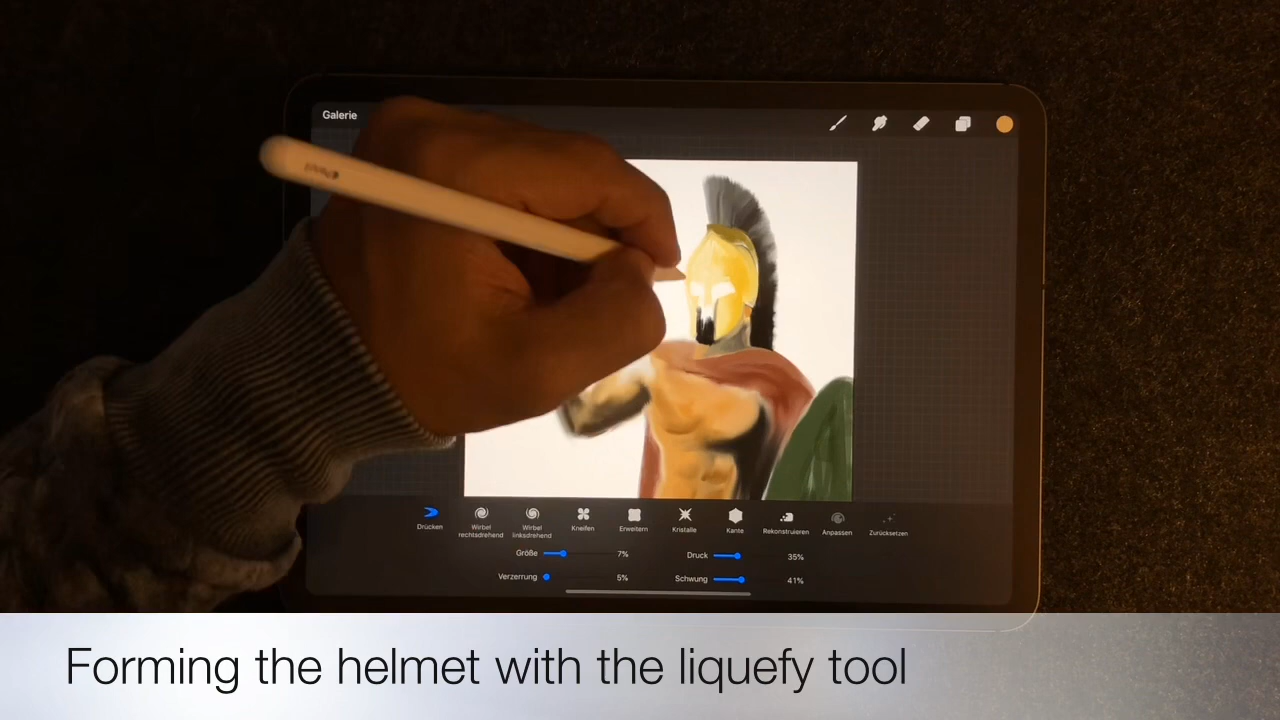 Galerie
Pencil
Drücken
Wirbel
rechtsdrehend
Wirbel
linksdrehend
Kneifen
Erweitern
Kristalle
Kante
Rekonstruieren
Anpassen
Zurücksetzen
Größe 7%
Druck 35%
Verzerrung 5%
Schwung 41%
Forming the helmet with the liquefy tool